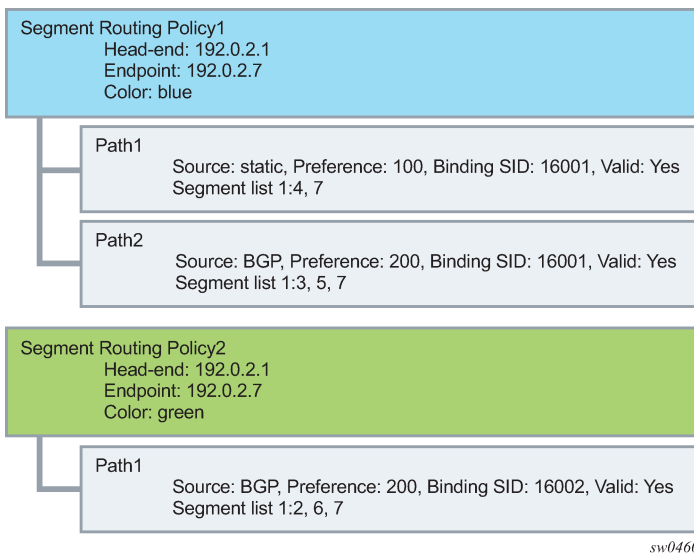 Segment Routing Policy1
Head-end: 192.0.2.1
Endpoint: 192.0.2.7
Color: blue
Path1
Source: static, Preference: 100, Binding SID: 16001, Valid: Yes
Segment list 1:4, 7
Path2
Source: BGP, Preference: 200, Binding SID: 16001, Valid: Yes
Segment list 1:3, 5, 7
Segment Routing Policy2
Head-end: 192.0.2.1
Endpoint: 192.0.2.7
Color: green
Path1
Source: BGP, Preference: 200, Binding SID: 16002, Valid: Yes
Segment list 1:2, 6, 7